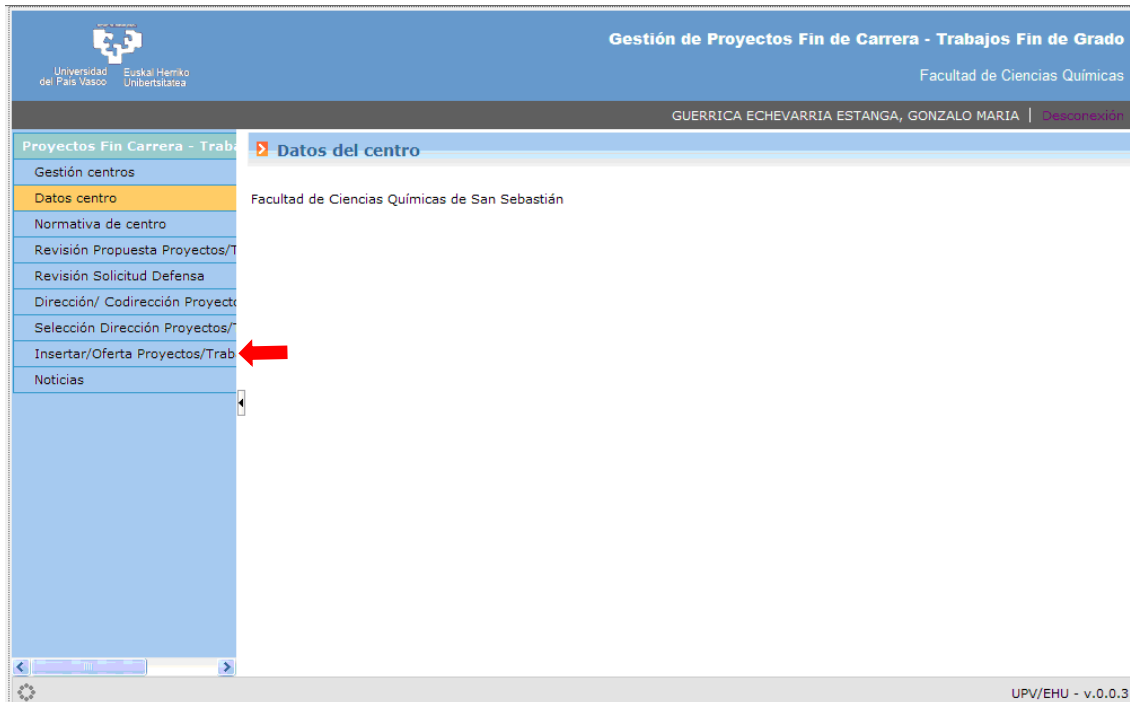 Universidad del País Vasco
Euskal Herriko Unibertsitatea
Gestión de Proyectos Fin de Carrera - Trabajos Fin de Grado
Facultad de Ciencias Químicas
GUERRICA ECHEVARRIA ESTANGA, GONZALO MARIA | Desconexión
Proyectos Fin Carrera - Traba
Gestión centros
Datos centro
Normativa de centro
Revisión Propuesta Proyectos/T
Revisión Solicitud Defensa
Dirección/ Codirección Proyecto
Selección Dirección Proyectos/T
Insertar/Oferta Proyectos/Trab
Noticias
Datos del centro
Facultad de Ciencias Químicas de San Sebastián
UPV/EHU - v.0.0.3